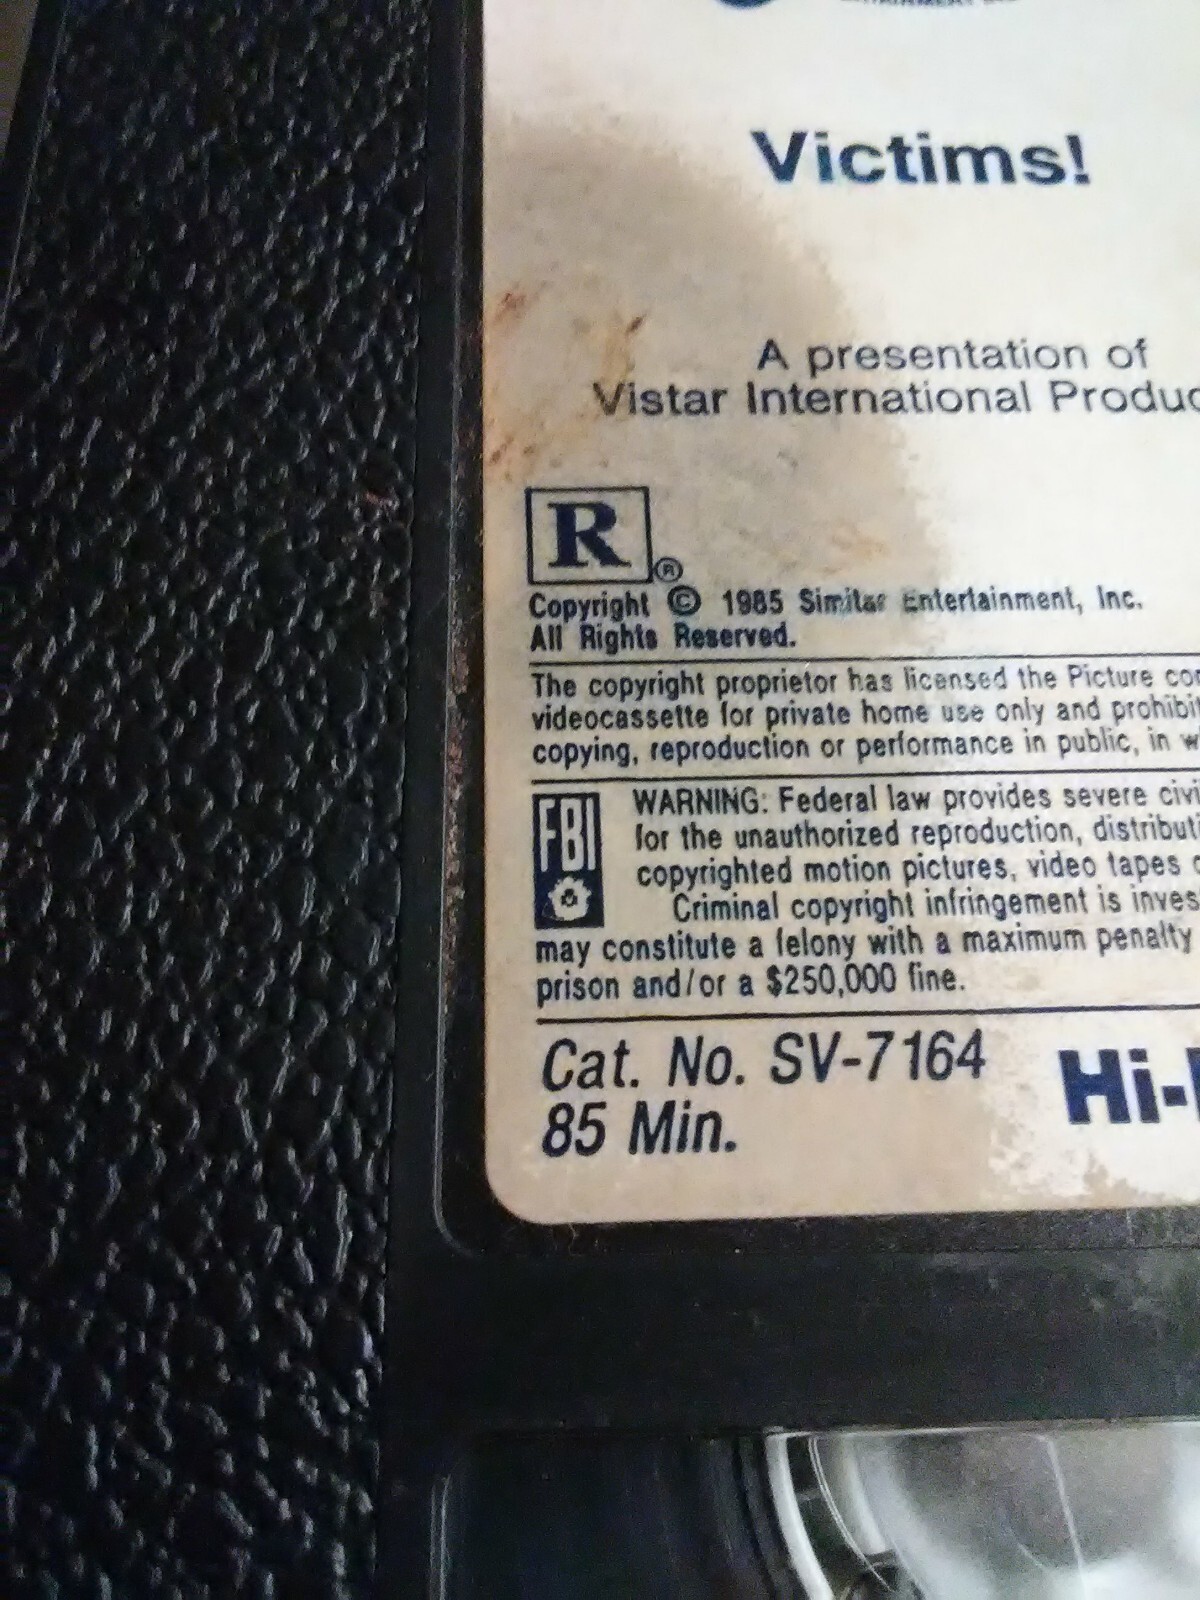 Victims!
A presentation of
Vistar International Produc
R
®
Copyright © 1985 Similar Entertainment, Inc.
All Rights Reserved.
The copyright proprietor has licensed the Picture con
videocassette for private home use only and prohibit
copying, reproduction or performance in public, in wh
FBI
WARNING: Federal law provides severe civi
for the unauthorized reproduction, distributi
copyrighted motion pictures, video tapes o
Criminal copyright infringement is inves
may constitute a felony with a maximum penalty
prison and/or a $250,000 fine.
Cat. No. SV-7164
Hi-
85 Min.